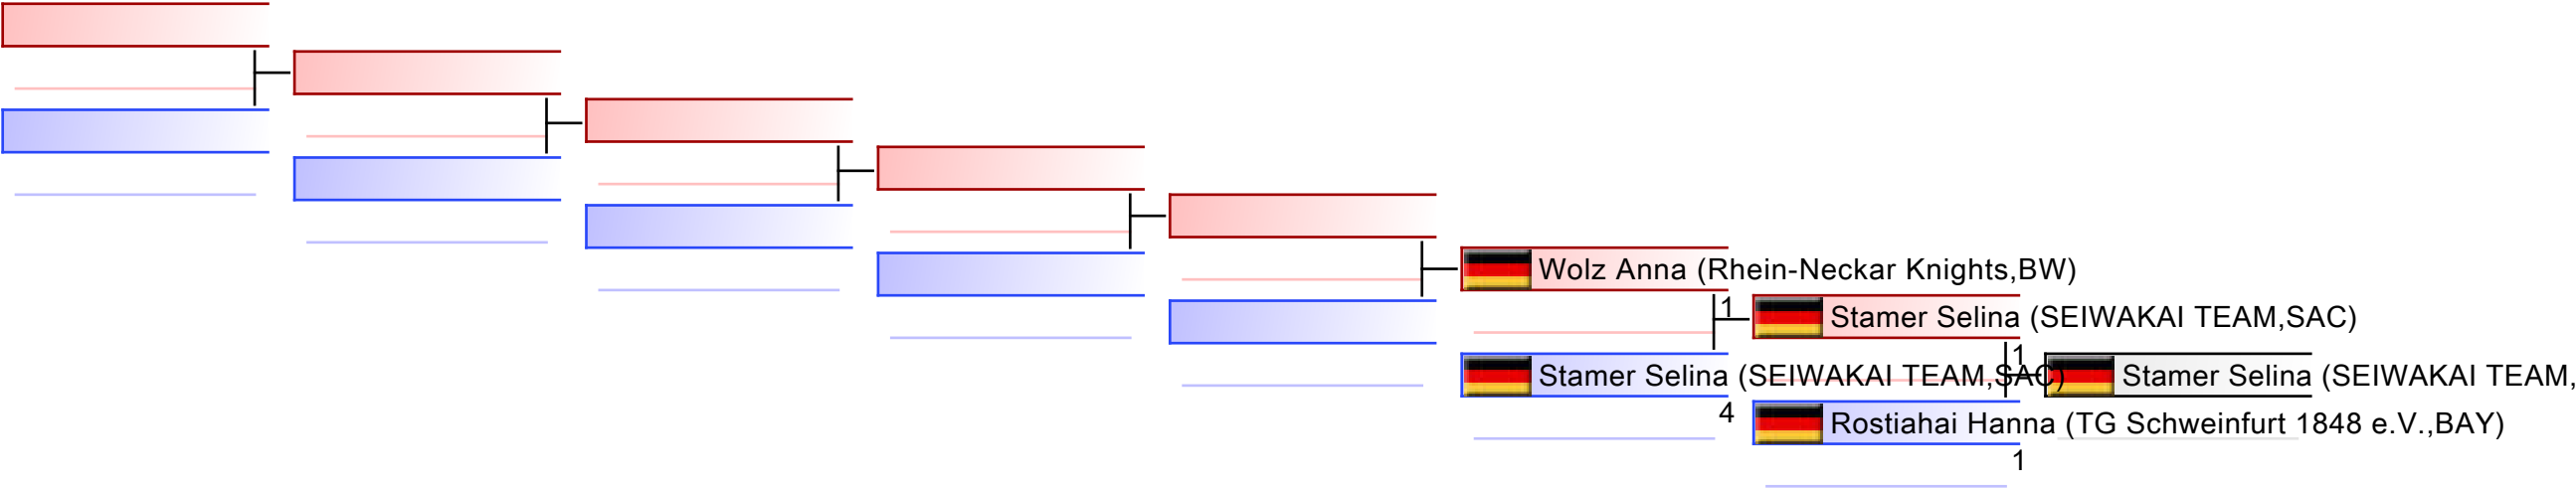 Wolz Anna (Rhein-Neckar Knights,BW)
1
Stamer Selina (SEIWAKAI TEAM,SAC)
1
Stamer Selina (SEIWAKAI TEAM,SAC)
Stamer Selina (SEIWAKAI TEAM,
4
Rostiahai Hanna (TG Schweinfurt 1848 e.V.,BAY)
1